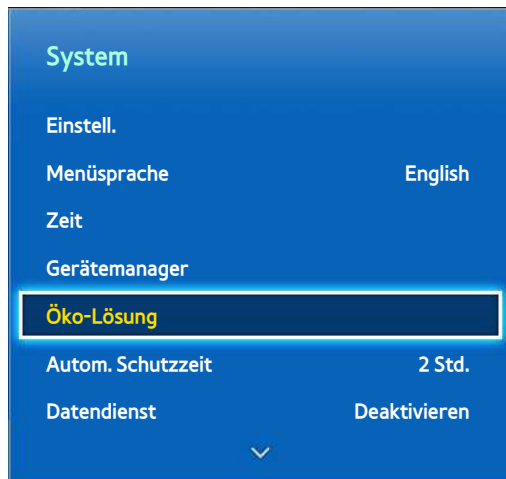 System
Einstell.
Menüsprache English
Zeit
Gerätemanager
Öko-Lösung
Autom. Schutzzeit 2 Std.
Datendienst Deaktivieren